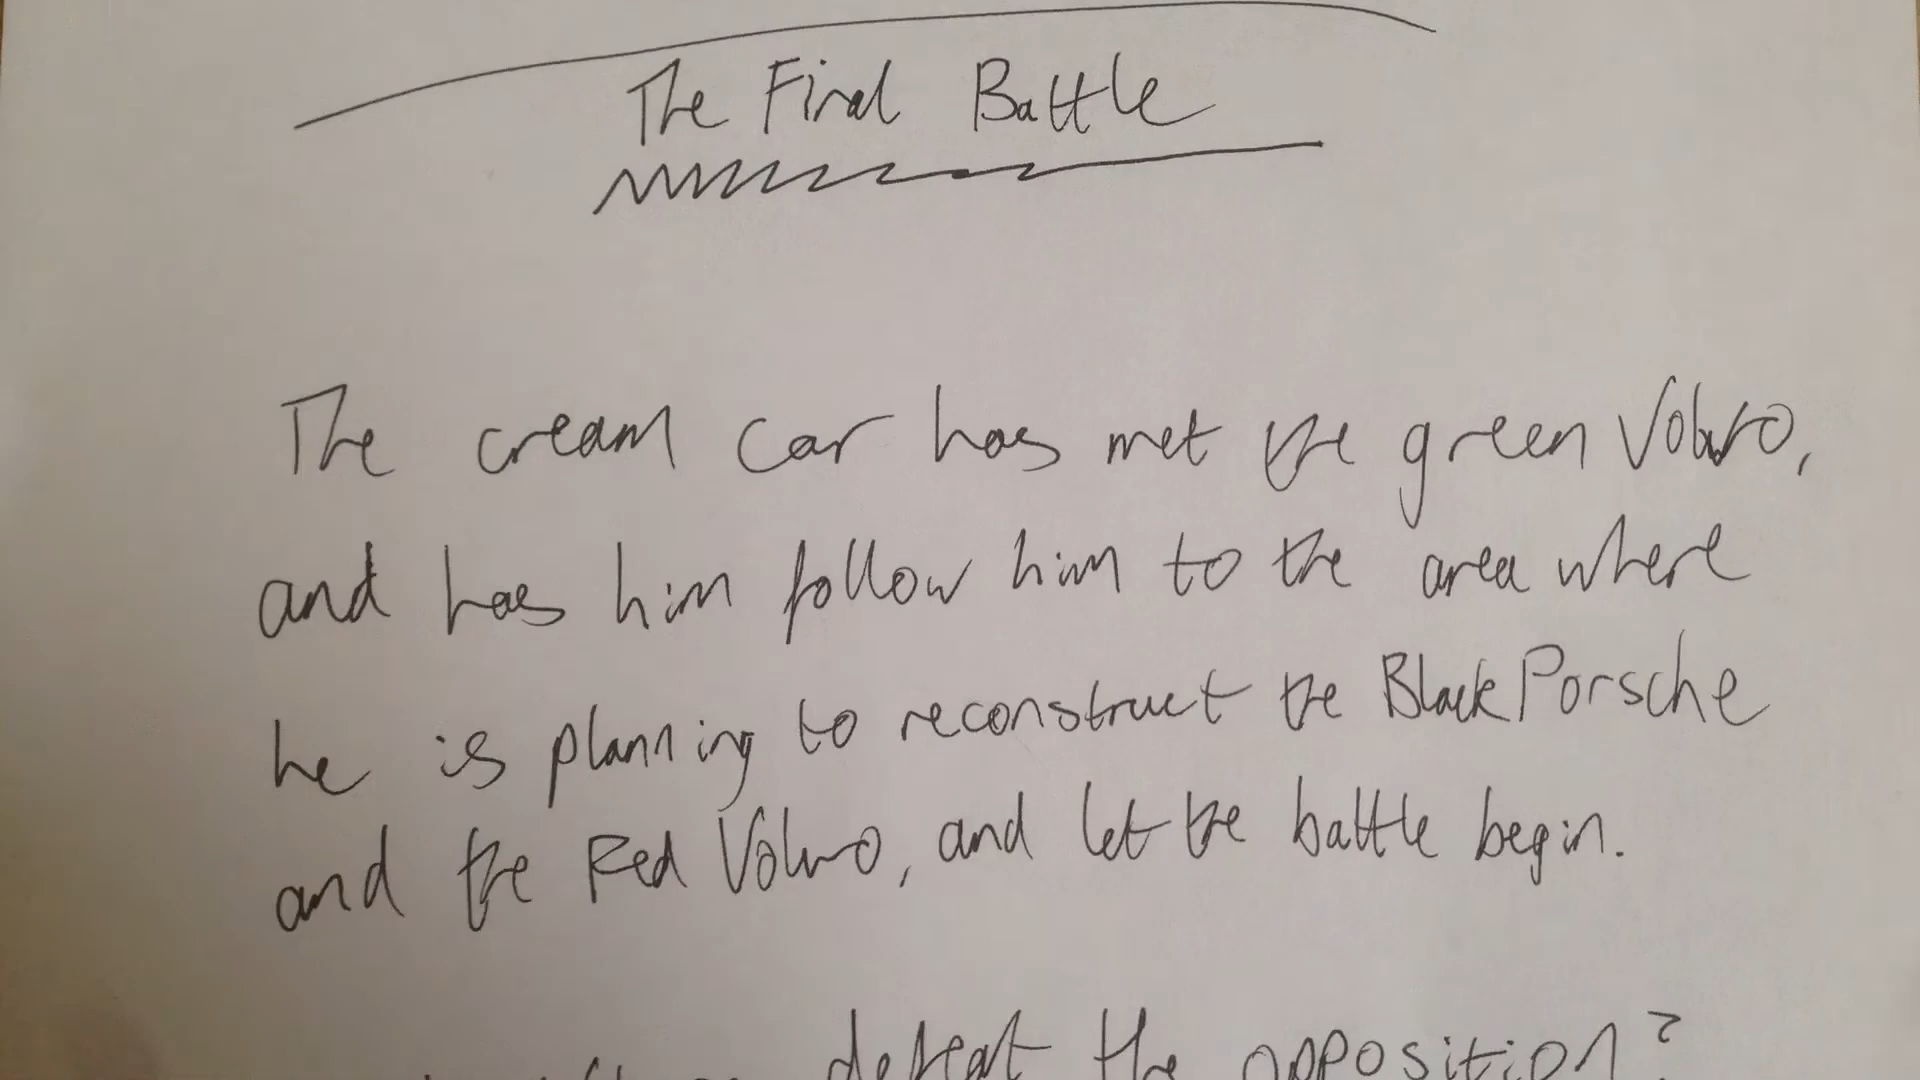 The Final Battle
The cream car has met the green Volvo,
and has him follow him to the area where
he is planning to reconstruct the Black Porsche
and the Red Volvo, and let the battle begin.
defeat the opposition?